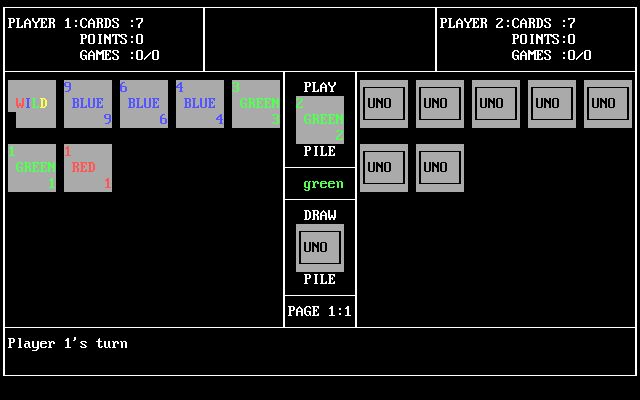 PLAYER 1:CARDS :7
POINTS:0
GAMES :0/0
PLAYER 2:CARDS :7
POINTS:0
GAMES :0/0
WILD
9
BLUE
9
6
BLUE
6
4
BLUE
4
3
GREEN
3
1
GREEN
1
1
RED
1
PLAY
2
GREEN
2
PILE
green
DRAW
UNO
PILE
PAGE 1:1
UNO
UNO
UNO
UNO
UNO
UNO
UNO
Player 1's turn